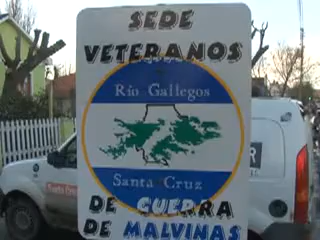 SEDE
VETERANOS
Río Gallegos
Santa Cruz
DE GUERRA
DE MALVINAS